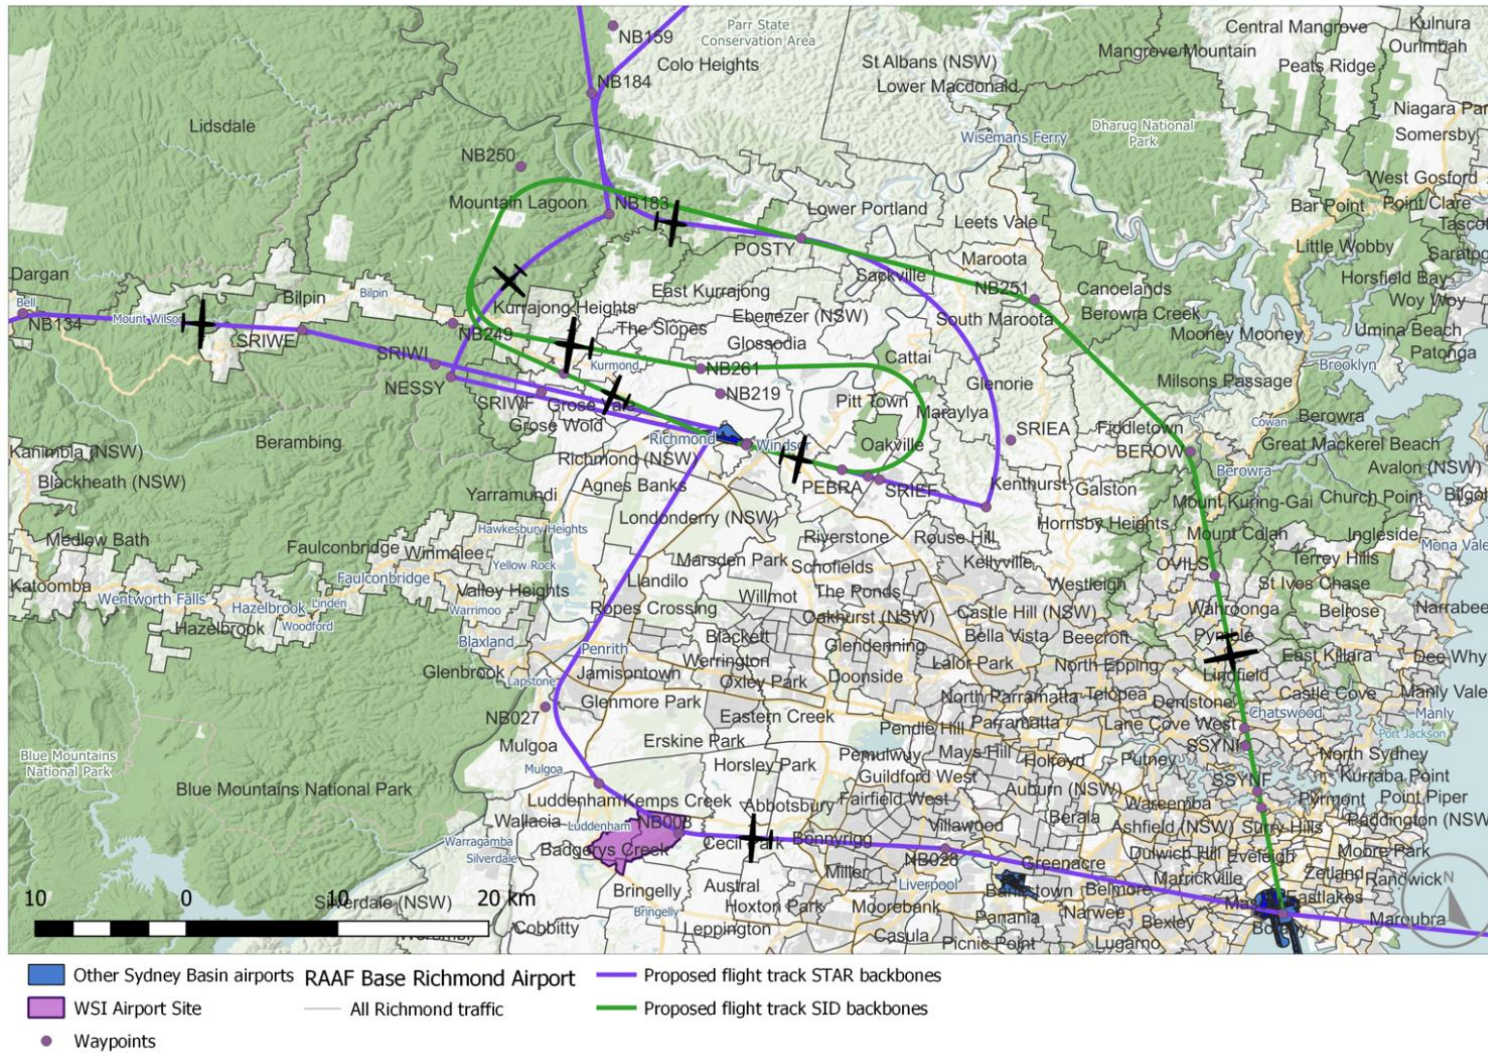 NB159
Parr State
Conservation Area
Colo Heights
St Albans (NSW)
Lower Macdonald
Central Mangrove
Kulnura
Mangrove Mountain
Ourimbah
Peats Ridge
NB184
Lidsdale
Niagara Par
Somersby
Dharug National
Park
Wisemans Ferry
NB250
West Gosford
Mountain Lagoon
NB183
Lower Portland
Leets Vale
Bar Point
Point Clare
Tascot
POSTY
Little Wobby
Saratog
Maroota
Dargan
Sackville
Horsfield Bay
NB251
Canoelands
Woy Woy
Bell
Bilpin
Bilpin
East Kurrajong
Kurrajong Heights
NB134
Mount Wilson
Ebenezer (NSW)
South Maroota
Berowra Creek
Umina Beach
The Slopes
Mooney Mooney
SRIWE
NB249
Glossodia
Patonga
SRIWI
Kurmond
NB261
Cattai
Brooklyn
NESSY
Glenorie
Milsons Passage
SRIWF
Grose Vale
NB219
Pitt Town
Maraylya
Berowra
Grose Wold
SRIEA
Fiddletown
Cowan
Berambing
Richmond
Windsor
Oakville
Great Mackerel Beach
Kanimbla (NSW)
Richmond (NSW)
BEROW
Berowra
Avalon (NSW)
Blackheath (NSW)
Agnes Banks
PEBRA
SRIEF
Kenthurst
Galston
Yarramundi
Mount Kuring-Gai
Church Point
Bilgol
Londonderry (NSW)
Hornsby Heights
Hawkesbury Heights
Riverstone
Rouse Hill
Mount Colah
Ingleside
Medlow Bath
Faulconbridge
Winmalee
Marsden Park
Schofields
Kellyville
Terrey Hills
Mona Vale
Yellow Rock
OVILS
Katoomba
Faulconbridge
Valley Heights
Llandilo
Willmot
The Ponds
Westleigh
St Ives Chase
Wentworth Falls
Hazelbrook
Linden
Warrimoo
Ropes Crossing
Oakhurst (NSW)
Castle Hill (NSW)
Wahroonga
Belrose
Narrabee
Woodford
Hazelbrook
Blaxland
Blackett
Bella Vista
Beecroft
Pymble
Penrith
Glendenning
East Killara
Dee Why
Werrington
Lalor Park
North Epping
Glenbrook
Lapstone
Jamisontown
Oxley Park
Doonside
Lindfield
Glenmore Park
North Parramatta
Telopea
Denistone
Castle Cove
Manly Vale
NB027
Eastern Creek
Pendle Hill
Parramatta
Lane Cove West
Chatswood
Manly
Port Jackson
Mulgoa
Erskine Park
Pemulwuy
Mays Hill
Holroyd
Putney
SSYNI
North Sydney
Blue Mountains
National Park
Mulgoa
Horsley Park
Guildford West
SSYNF
Kurraba Point
Blue Mountains National Park
Luddenham
Kemps Creek
Abbotsbury
Fairfield West
Auburn (NSW)
Wareemba
Pyrmont
Point Piper
Wallacia
Luddenham
NB008
Villawood
Berala
Ashfield (NSW)
Surry Hills
Paddington (NSW
Warragamba
Silverdale
Badgerys Creek
Cecil Park
Bonnyrigg
NB028
Greenacre
Dulwich Hill
Eveleigh
Moore Park
Bringelly
Austral
Miller
Liverpool
Bankstown
Belmore
Marrickville
Zetland
Randwick
N
10
0
10
20 km
Silverdale (NSW)
Bringelly
Hoxton Park
Moorebank
Panania
Narwee
Bexley
Eastlakes
Botany
Maroubra
Cobbitty
Leppington
Casula
Picnic Point
Lugarno
Other Sydney Basin airports
RAAF Base Richmond Airport
Proposed flight track STAR backbones
WSI Airport Site
All Richmond traffic
Proposed flight track SID backbones
Waypoints